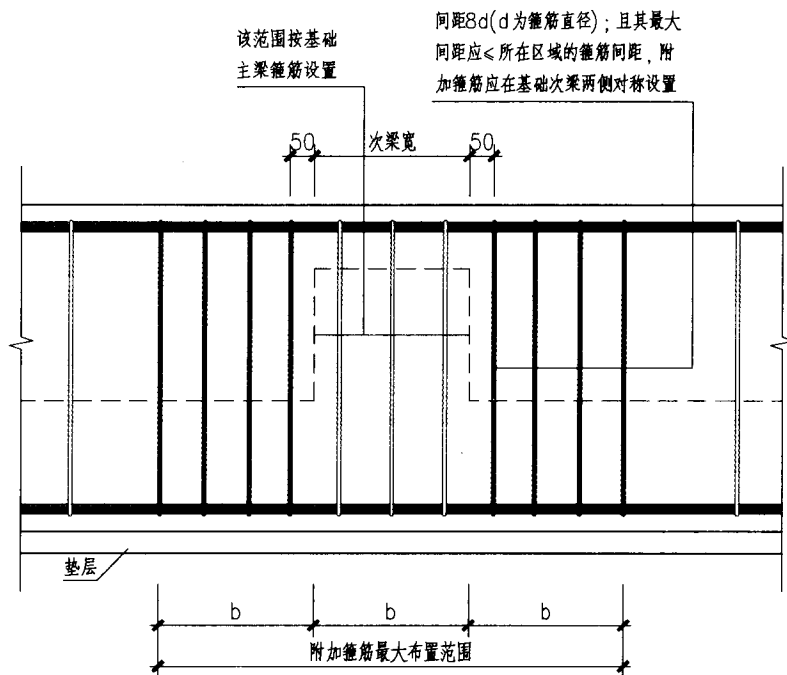 该范围按基础
主梁箍筋设置
间距8d(d为箍筋直径)；且其最大
间距应≤所在区域的箍筋间距，附
加箍筋应在基础次梁两侧对称设置
50
次梁宽
50
垫层
b
b
b
附加箍筋最大布置范围